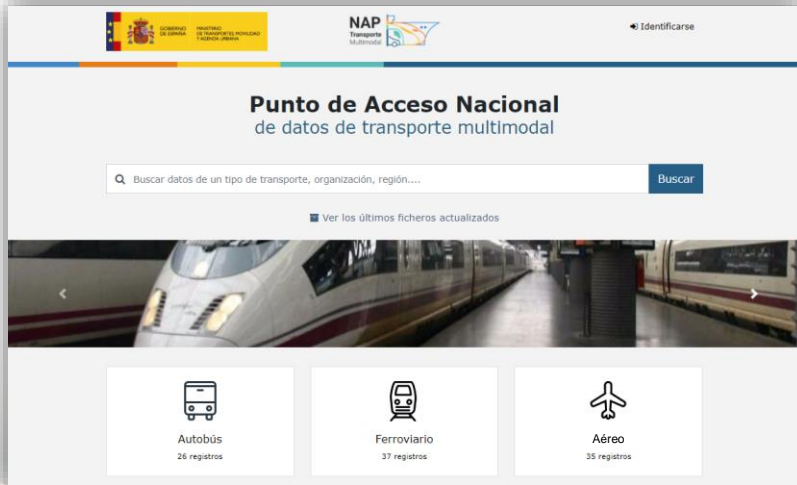 GOBIERNO
DE ESPAÑA
MINISTERIO
DE TRANSPORTES, MOVILIDAD
Y AGENDA URBANA
NAP
Transporte
Multimodal
Identificarse
Punto de Acceso Nacional
de datos de transporte multimodal
Buscar datos de un tipo de transporte, organización, región....
Buscar
Ver los últimos ficheros actualizados
Autobús
Ferroviario
Aéreo
26 registros
37 registros
35 registros